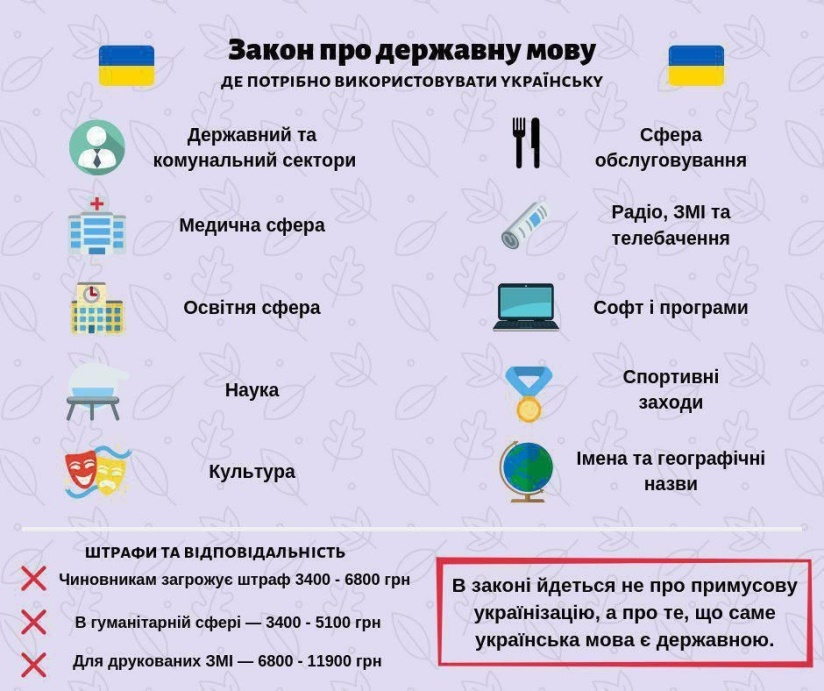 Закон про державну мову
ДЕ ПОТРІБНО ВИКОРИСТОВУВАТИ УКРАЇНСЬКУ
Державний та
комунальний сектори
Медична сфера
Освітня сфера
Наука
Культура
Сфера
обслуговування
Радіо, ЗМІ та
телебачення
Софт і програми
Спортивні
заходи
Імена та географічні
назви
ШТРАФИ ТА ВІДПОВІДАЛЬНІСТЬ
Чиновникам загрожує штраф 3400 - 6800 грн
В гуманітарній сфері — 3400 - 5100 грн
Для друкованих ЗМІ — 6800 - 11900 грн
В законі йдеться не про примусову
українізацію, а про те, що саме
українська мова є державною.